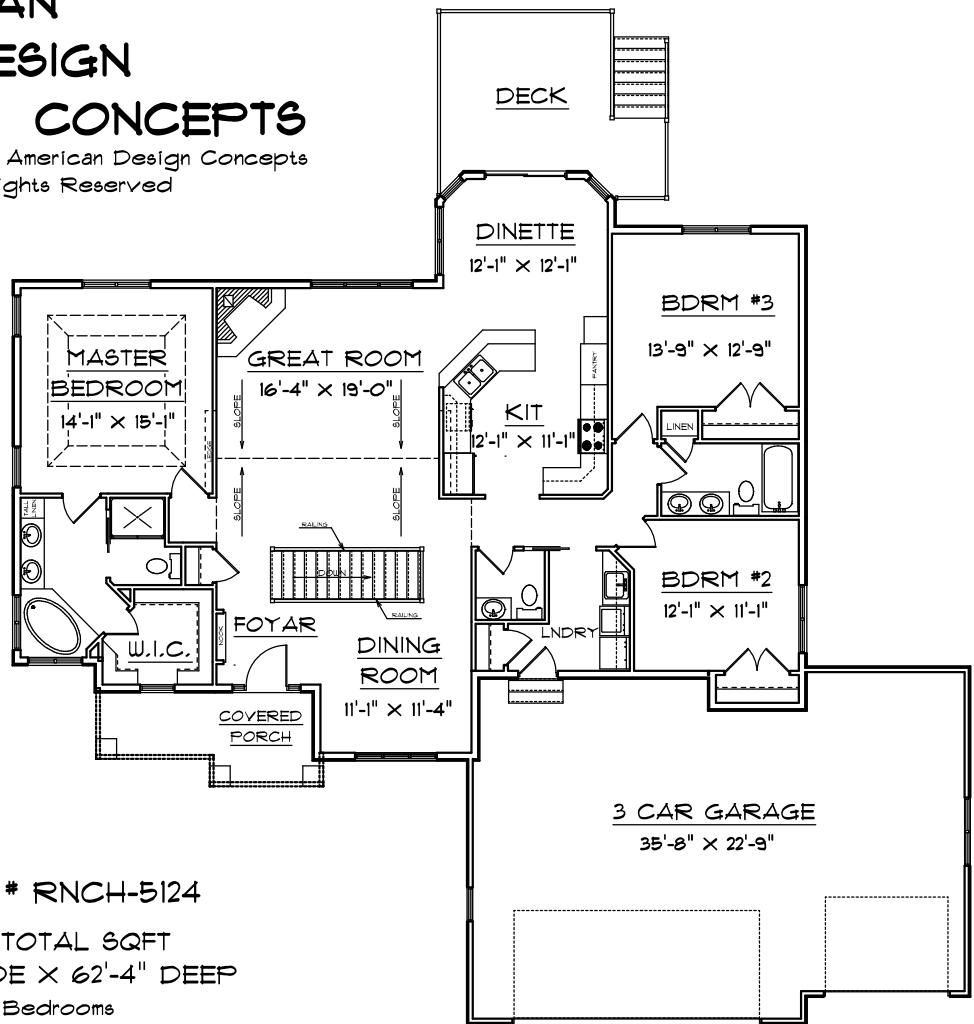 AN
ESIGN
CONCEPTS
American Design Concepts
ights Reserved
DECK
DINETTE
12'-1" X 12'-1"
BDRM #3
13'-9" X 12'-9"
MASTER
BEDROOM
14'-1" X 15'-1"
GREAT ROOM
16'-4" X 19'-0"
SLOPE
SLOPE
PANTRY
KIT
12'-1" X 11'-1"
LINEN
TALL
LINEN
SLOPE
SLOPE
RAILING
DOWN
RAILING
BDRM #2
12'-1" X 11'-1"
FOYAR
LNDRY
W.I.C.
DINING
ROOM
11'-1" X 11'-4"
COVERED
PORCH
3 CAR GARAGE
35'-8" X 22'-9"
# RNCH-5124
TOTAL SQFT
DE X 62'-4" DEEP
Bedrooms